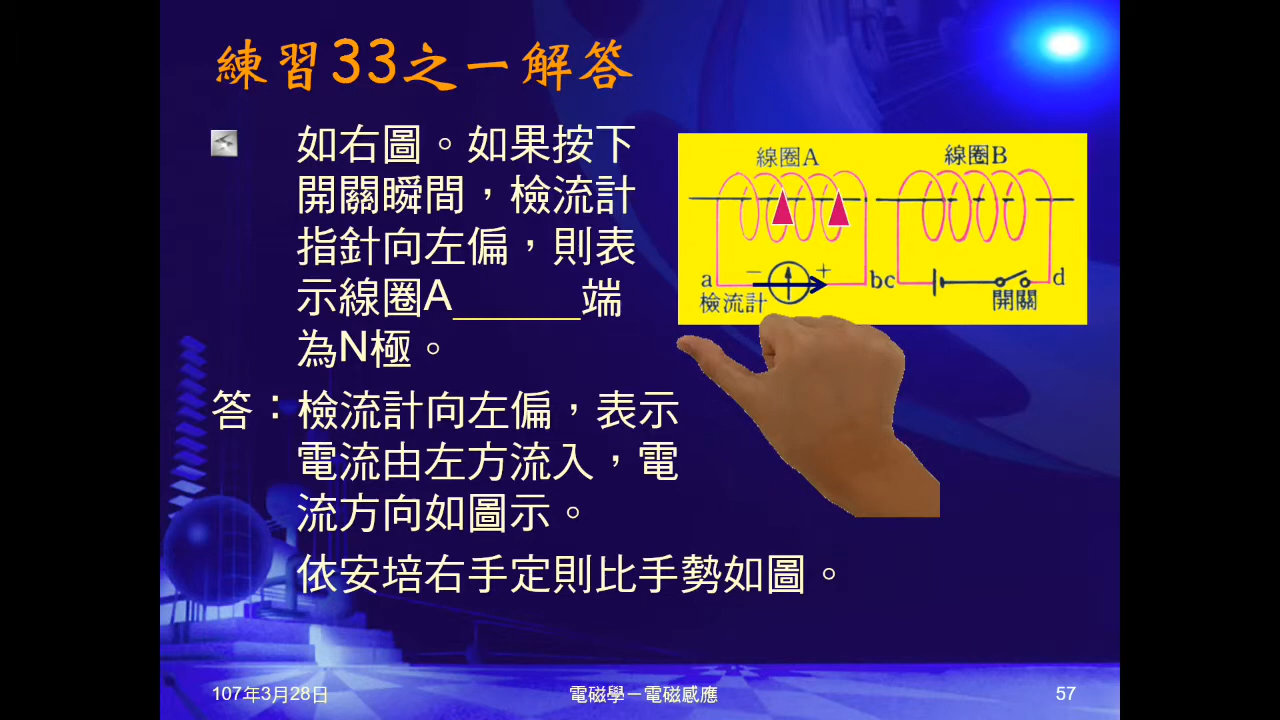 練習33之一解答
如右圖。如果按下
開關瞬間,檢流計
指針向左偏,則表
示線圈A______端
為N極。
線圈A
線圈B
a
－
＋
bc
d
檢流計
開關
答：檢流計向左偏,表示
電流由左方流入,電
流方向如圖示。
依安培右手定則比手勢如圖。
107年3月28日
電磁學－電磁感應
57